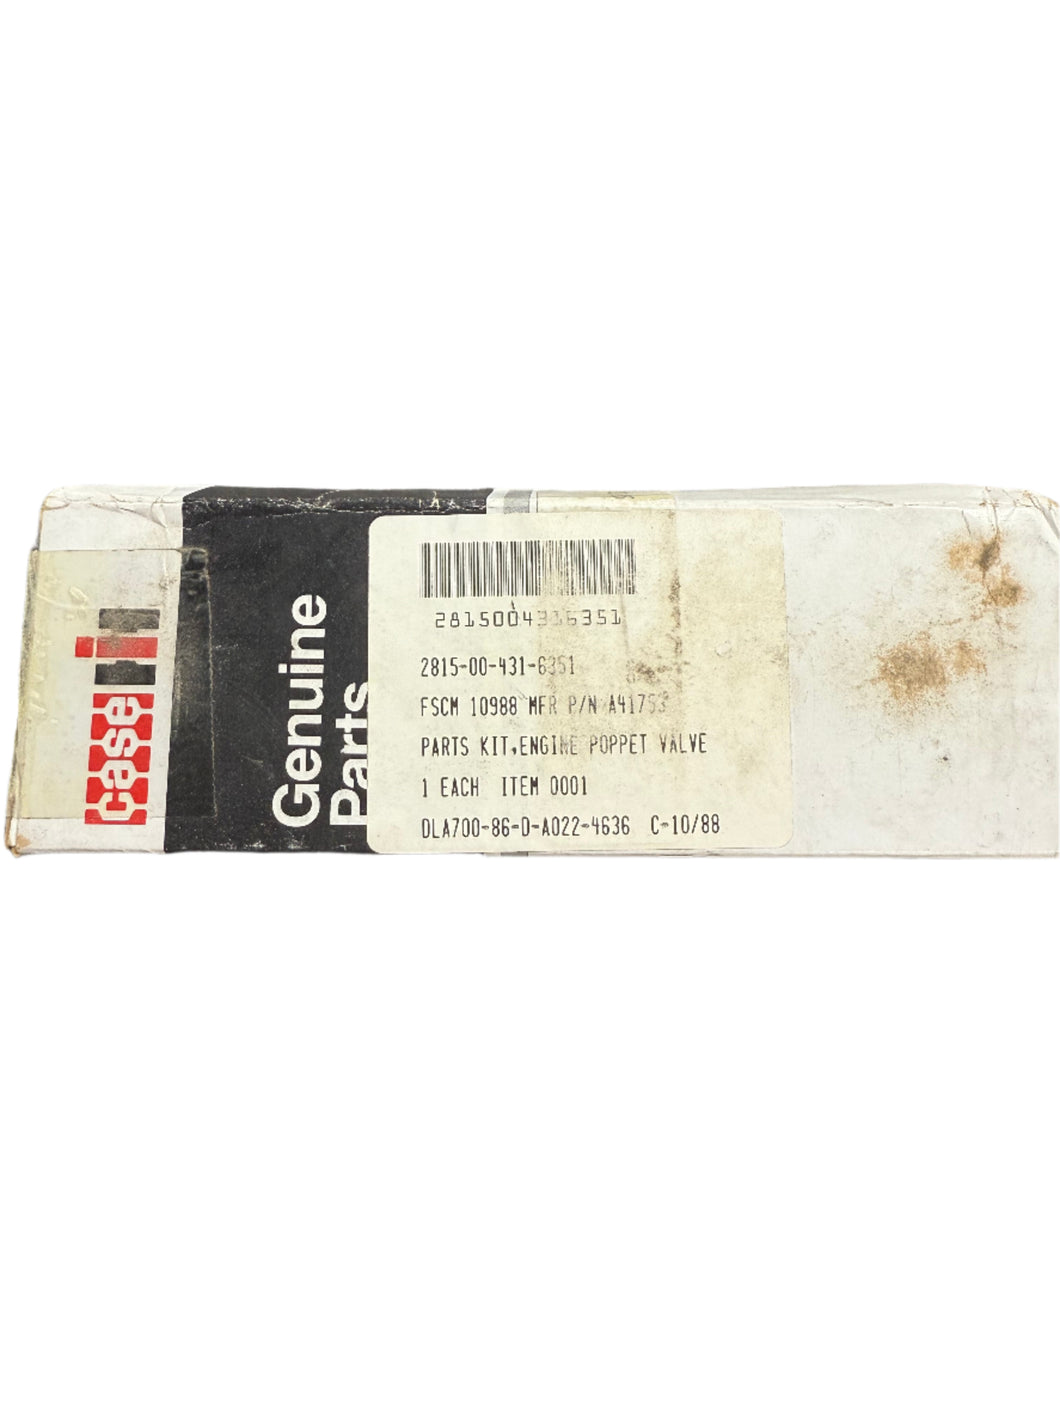 case ih
Genuine
Parts
2815004316351
2815-00-431-6351
FSCM 10988 MFR P/N A41753
PARTS KIT,ENGINE POPPET VALVE
1 EACH ITEM 0001
DLA700-86-D-A022-4636 C-10/88